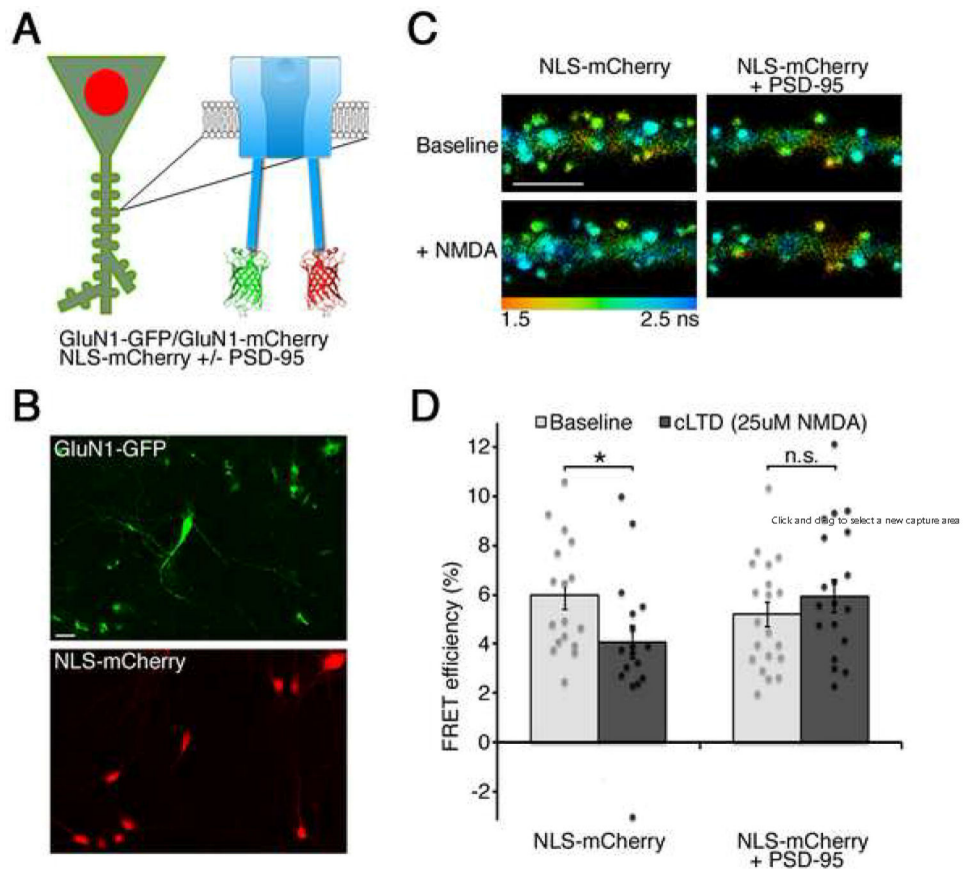 A
GluN1-GFP/GluN1-mCherry
NLS-mCherry +/- PSD-95
B
GluN1-GFP
NLS-mCherry
C
NLS-mCherry
NLS-mCherry
+ PSD-95
Baseline
+ NMDA
1.5
2.5 ns
D
Baseline
cLTD (25uM NMDA)
*
n.s.
Click and drag to select a new capture area
FRET efficiency (%)
12
10
8
6
4
2
0
-2
NLS-mCherry
NLS-mCherry
+ PSD-95